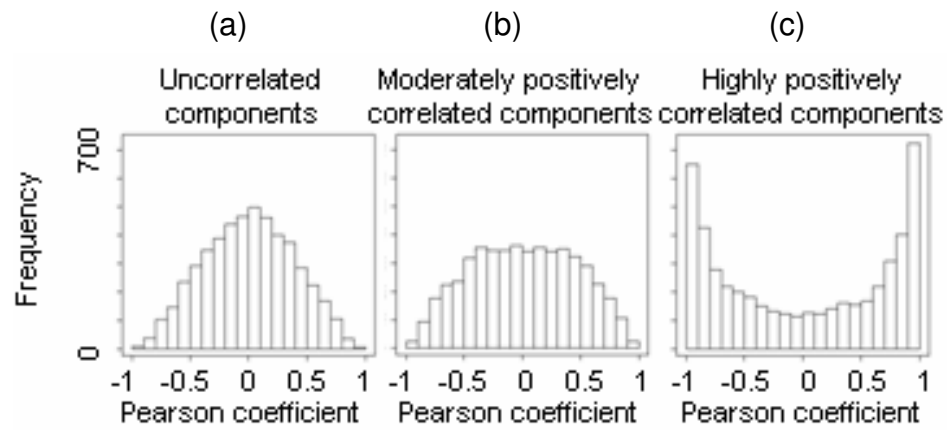 (a) (b) (c)
Uncorrelated components
Moderately positively correlated components
Highly positively correlated components
Frequency
700
0
-1 -0.5 0 0.5 1
-1 -0.5 0 0.5 1
-1 -0.5 0 0.5 1
Pearson coefficient
Pearson coefficient
Pearson coefficient